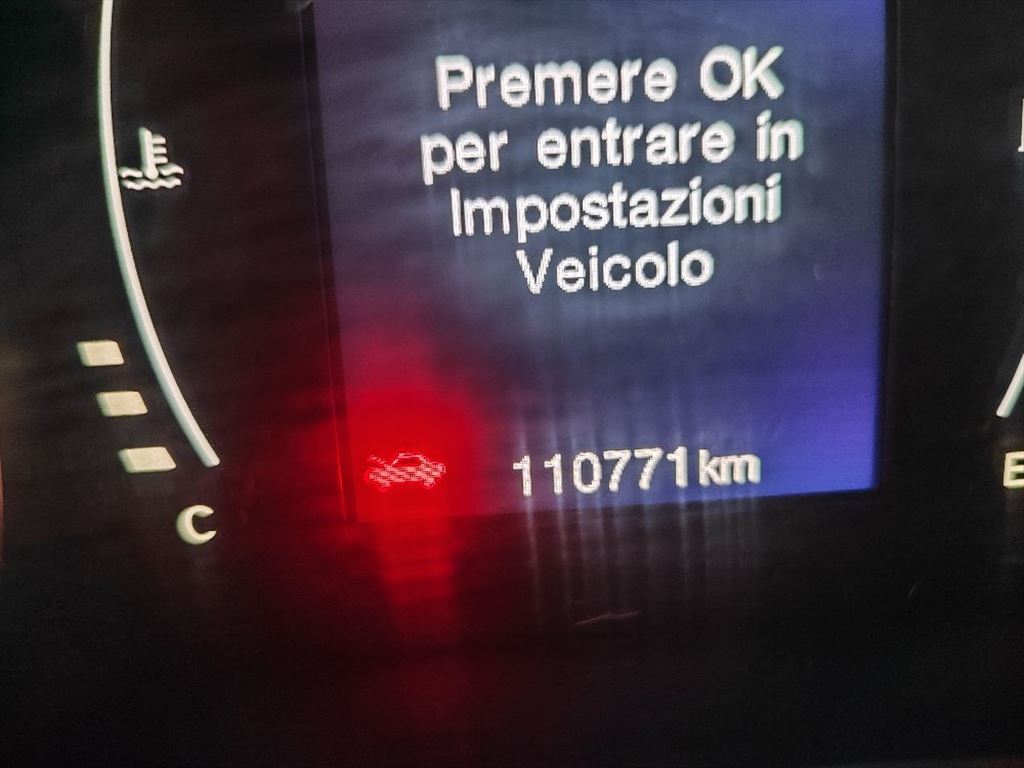 Premere OK
per entrare in
Impostazioni
Veicolo
110771km
C
E